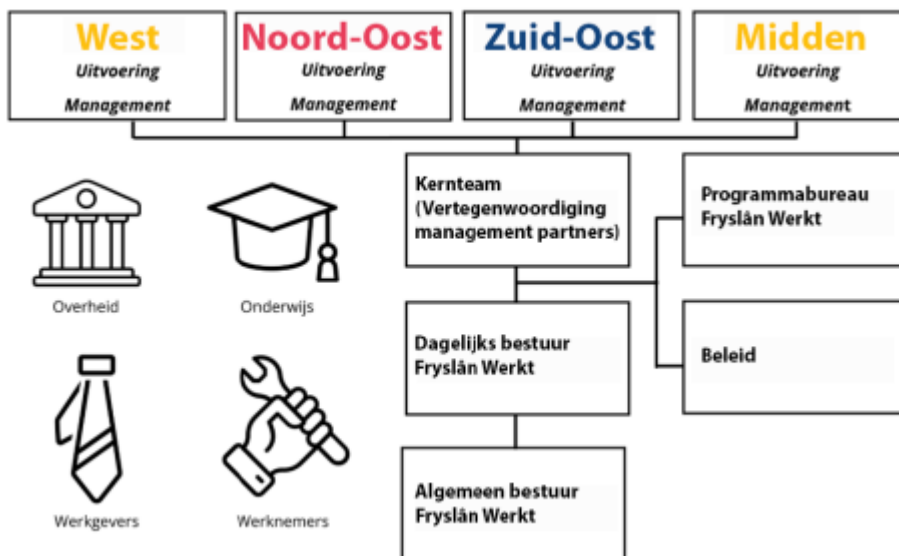 West
Uitvoering
Management
Noord-Oost
Uitvoering
Management
Zuid-Oost
Uitvoering
Management
Midden
Uitvoering
Management
Kernteam
(Vertegenwoordiging
management partners)
Programmabureau
Fryslân Werkt
Overheid
Onderwijs
Dagelijks bestuur
Fryslân Werkt
Beleid
Werkgevers
Werknemers
Algemeen bestuur
Fryslân Werkt